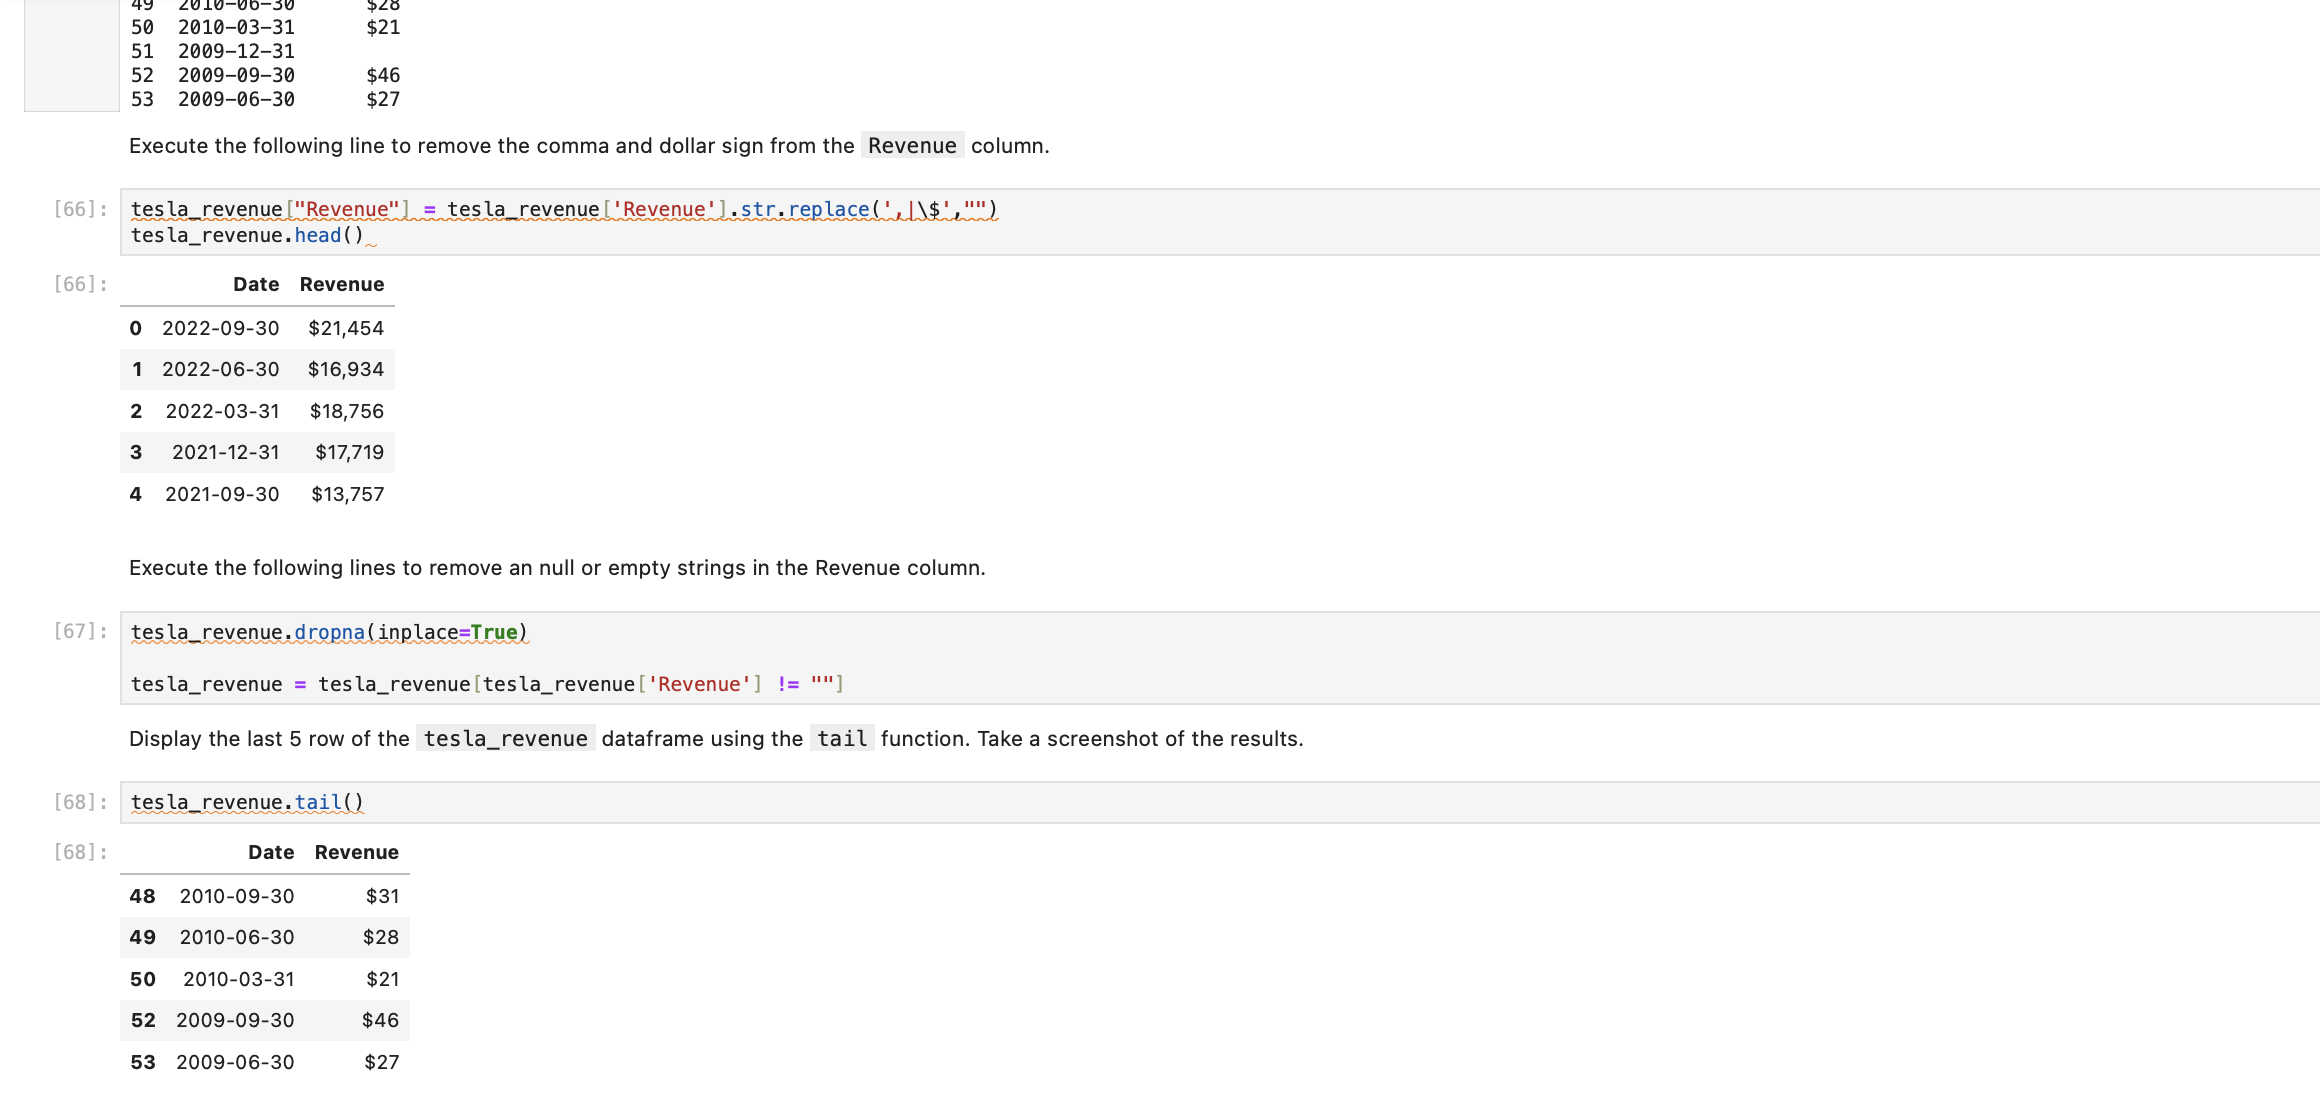 49 2010-06-30 $28
50 2010-03-31 $21
51 2009-12-31
52 2009-09-30 $46
53 2009-06-30 $27
Execute the following line to remove the comma and dollar sign from the Revenue column.
[66]: tesla_revenue["Revenue"] = tesla_revenue['Revenue'].str.replace(',|\$',"")
tesla_revenue.head()
[66]: Date Revenue
0 2022-09-30 $21,454
1 2022-06-30 $16,934
2 2022-03-31 $18,756
3 2021-12-31 $17,719
4 2021-09-30 $13,757
Execute the following lines to remove an null or empty strings in the Revenue column.
[67]: tesla_revenue.dropna(inplace=True)
tesla_revenue = tesla_revenue[tesla_revenue['Revenue'] != ""]
Display the last 5 row of the tesla_revenue dataframe using the tail function. Take a screenshot of the results.
[68]: tesla_revenue.tail()
[68]: Date Revenue
48 2010-09-30 $31
49 2010-06-30 $28
50 2010-03-31 $21
52 2009-09-30 $46
53 2009-06-30 $27